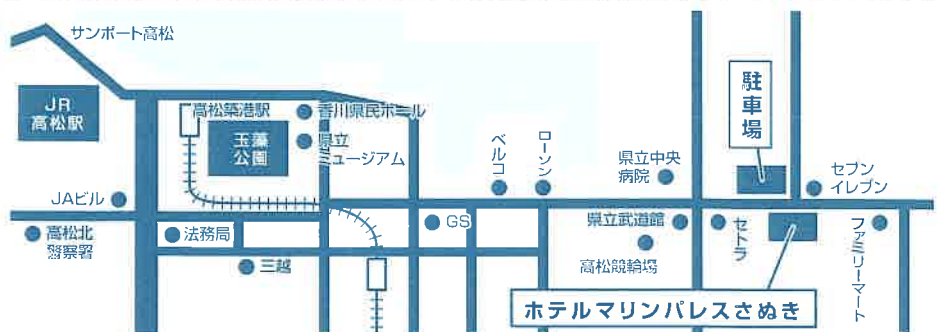 サンポート高松
JR
高松駅
高松築港駅
香川県民ホール
玉藻
公園
県立
ミュージアム
JAビル
高松北
警察署
法務局
三越
GS
ベルコ
ローソン
県立中央
病院
県立武道館
高松競輪場
駐車場
セブン
イレブン
セトラ
ファミリーマート
ホテルマリンパレスさぬき